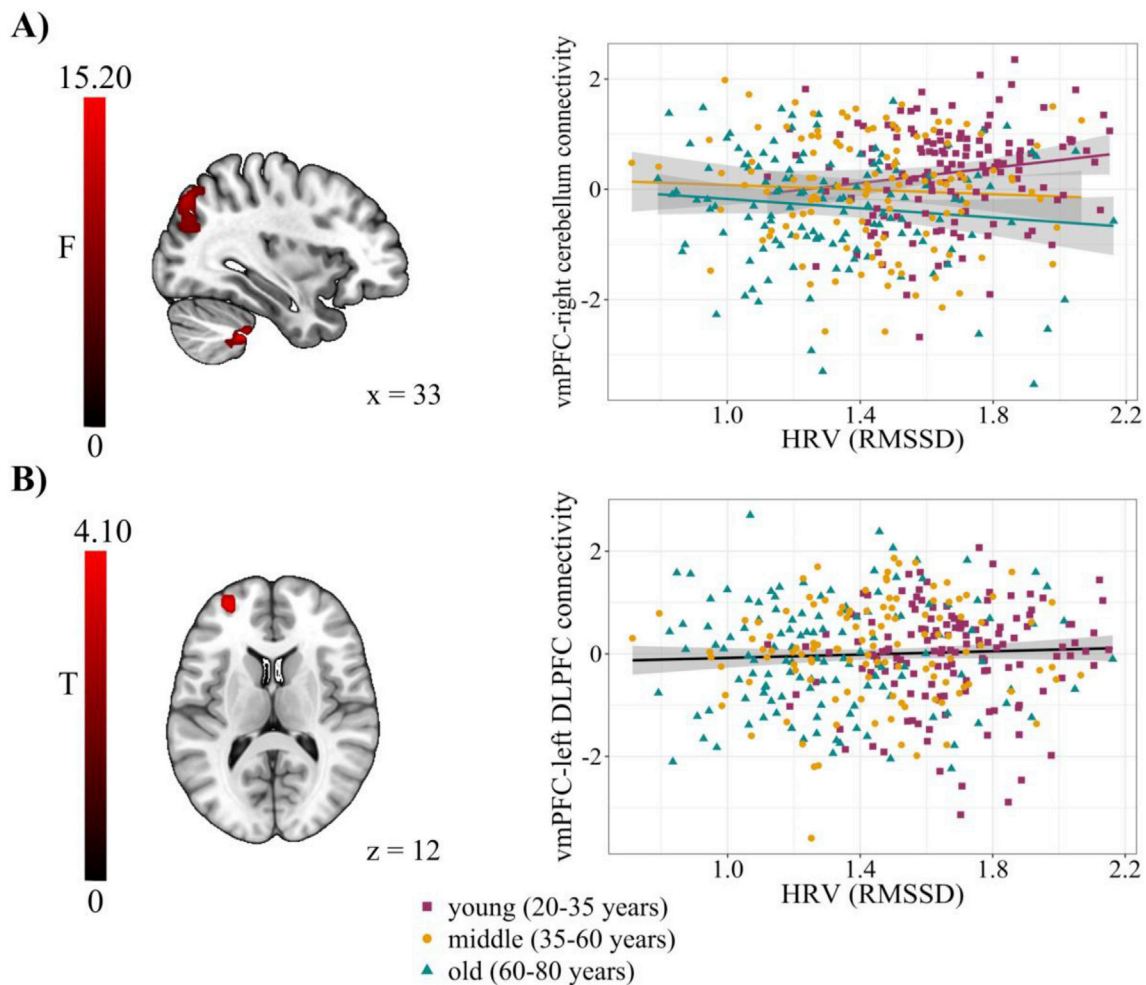 A)
15.20
F
0
x = 33
vmPFC-right cerebellum connectivity
2
0
-2
1.0 1.4 1.8 2.2
HRV (RMSSD)
B)
4.10
T
0
z = 12
vmPFC-left DLPFC connectivity
2
0
-2
1.0 1.4 1.8 2.2
HRV (RMSSD)
young (20-35 years)
middle (35-60 years)
old (60-80 years)